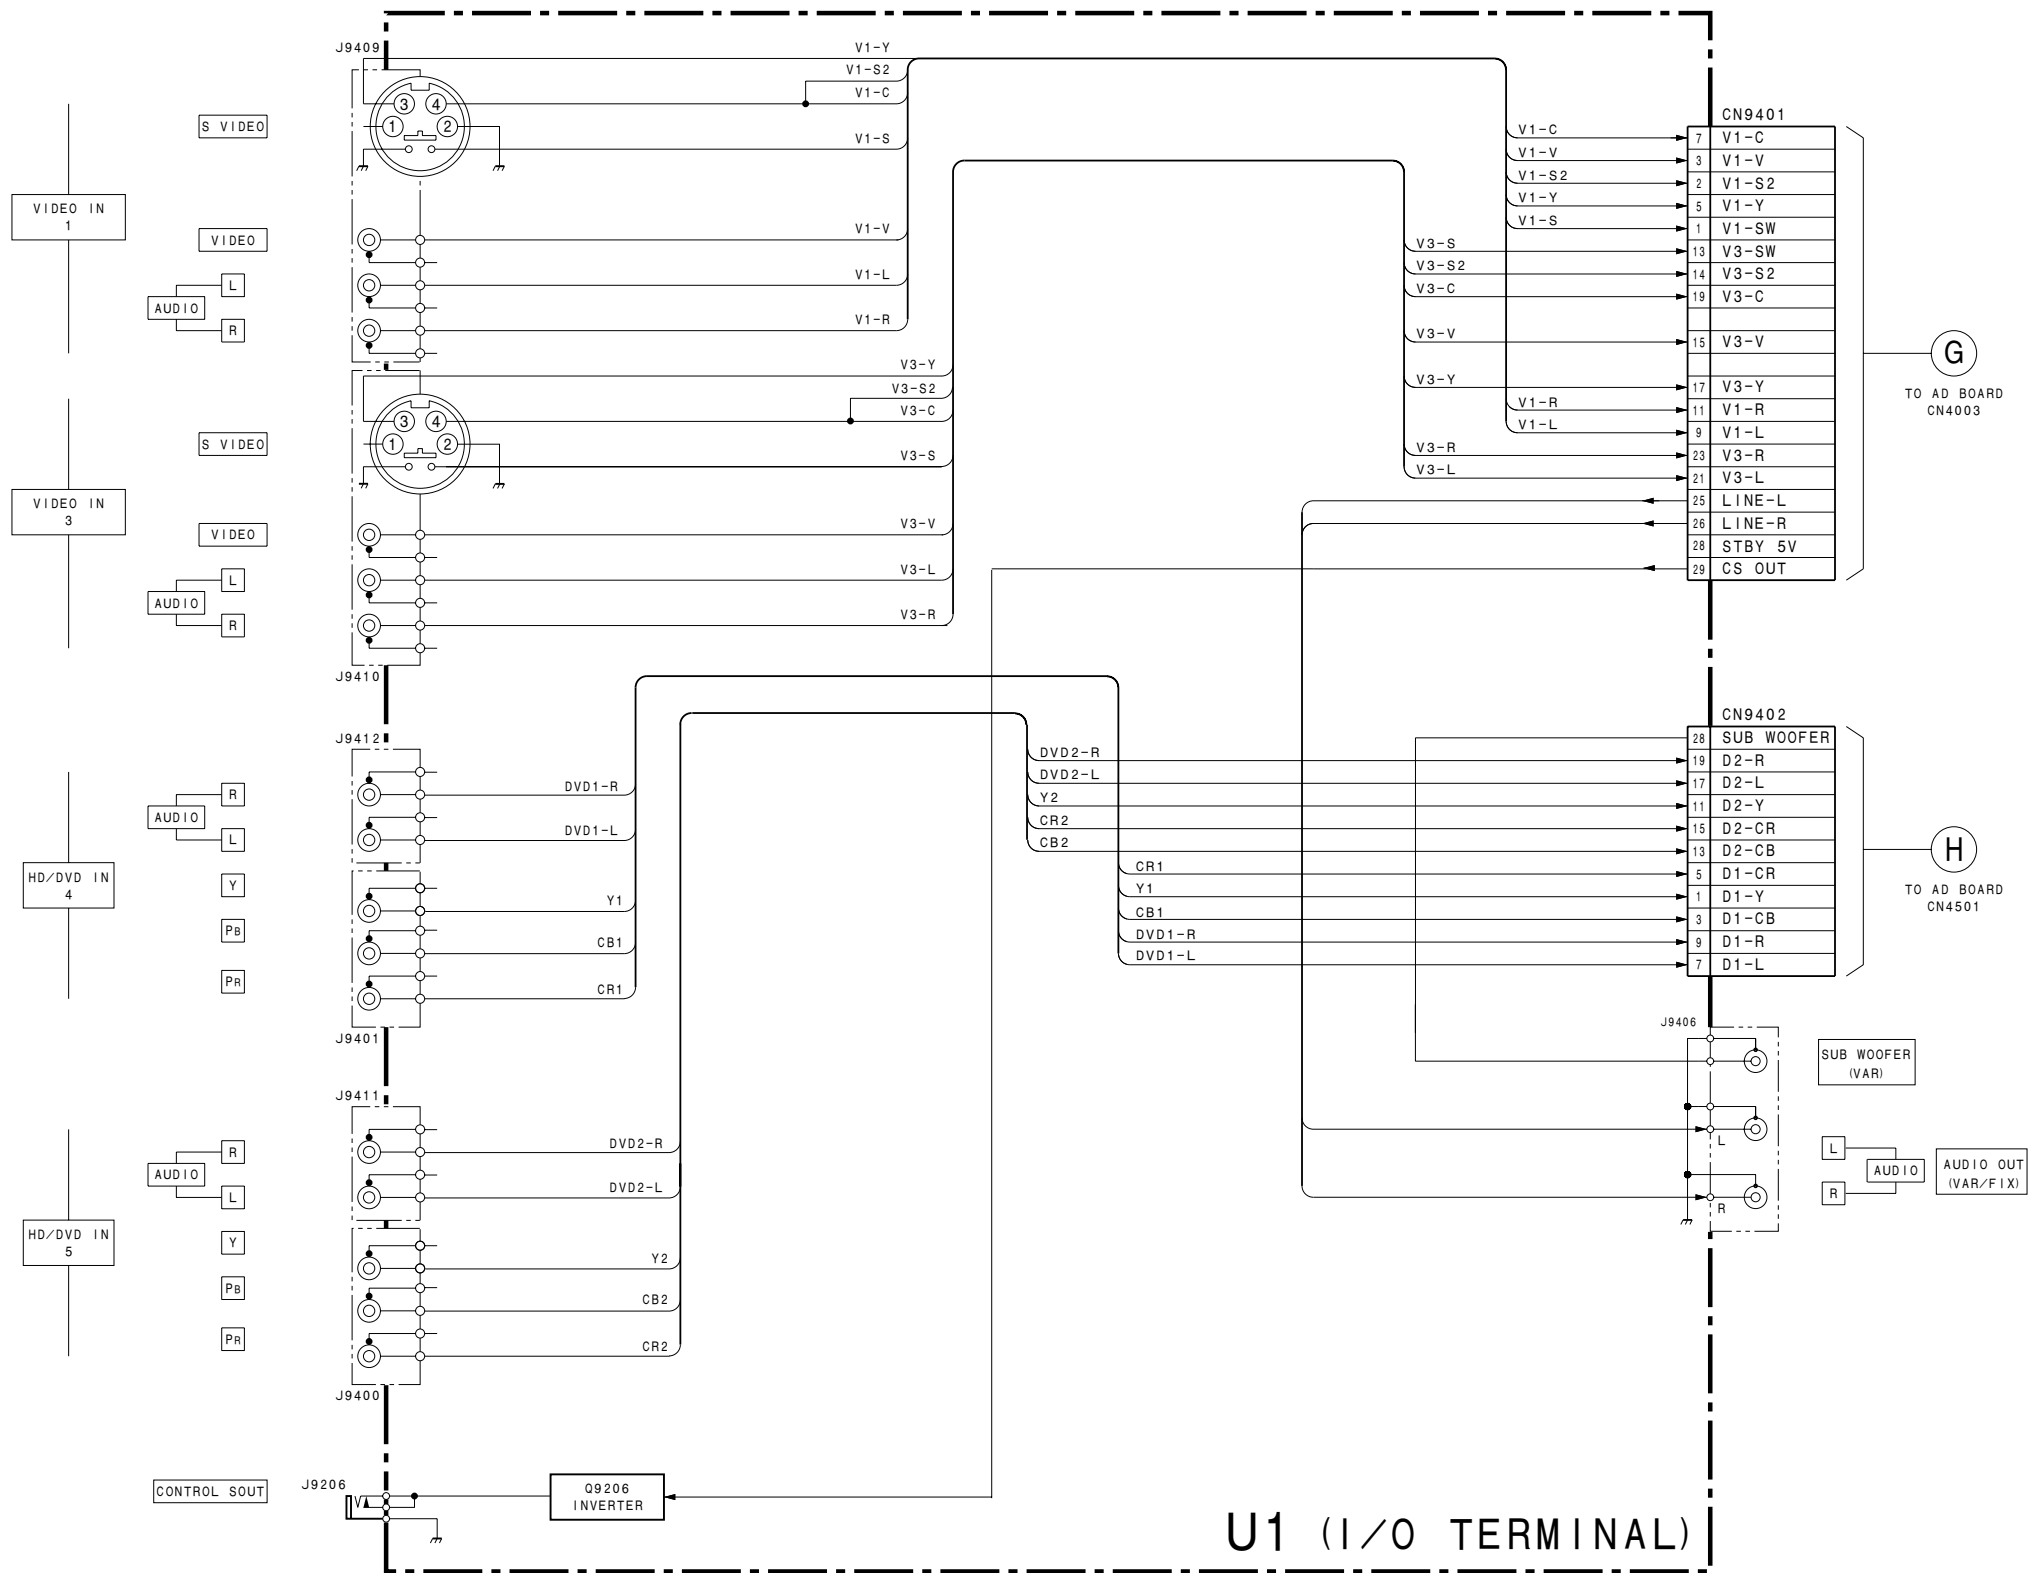 J9409
V1-Y
V1-S2
V1-C
V1-S
3 4
1 2
S VIDEO
VIDEO IN
1
VIDEO
L
AUDIO
R
V1-V
V1-L
V1-R
V3-Y
V3-S2
V3-C
V3-S
3 4
1 2
S VIDEO
VIDEO IN
3
VIDEO
L
AUDIO
R
V3-V
V3-L
V3-R
J9410
V1-C
V1-V
V1-S2
V1-Y
V1-S
V3-S
V3-S2
V3-C
V3-V
V3-Y
V1-R
V1-L
V3-R
V3-L
CN9401
7 V1-C
3 V1-V
2 V1-S2
5 V1-Y
1 V1-SW
13 V3-SW
14 V3-S2
19 V3-C
15 V3-V
17 V3-Y
11 V1-R
9 V1-L
23 V3-R
21 V3-L
25 LINE-L
26 LINE-R
28 STBY 5V
29 CS OUT
G
TO AD BOARD
CN4003
J9412
R
AUDIO
L
HD/DVD IN
4
Y
PB
PR
DVD1-R
DVD1-L
Y1
CB1
CR1
J9401
DVD2-R
DVD2-L
Y2
CR2
CB2
CR1
Y1
CB1
DVD1-R
DVD1-L
CN9402
28 SUB WOOFER
19 D2-R
17 D2-L
11 D2-Y
15 D2-CR
13 D2-CB
5 D1-CR
1 D1-Y
3 D1-CB
9 D1-R
7 D1-L
H
TO AD BOARD
CN4501
J9406
L
R
SUB WOOFER
(VAR)
L
AUDIO
R
AUDIO OUT
(VAR/FIX)
J9411
R
AUDIO
L
HD/DVD IN
5
Y
PB
PR
DVD2-R
DVD2-L
Y2
CB2
CR2
J9400
CONTROL SOUT
J9206
Q9206
INVERTER
U1 (I/O TERMINAL)